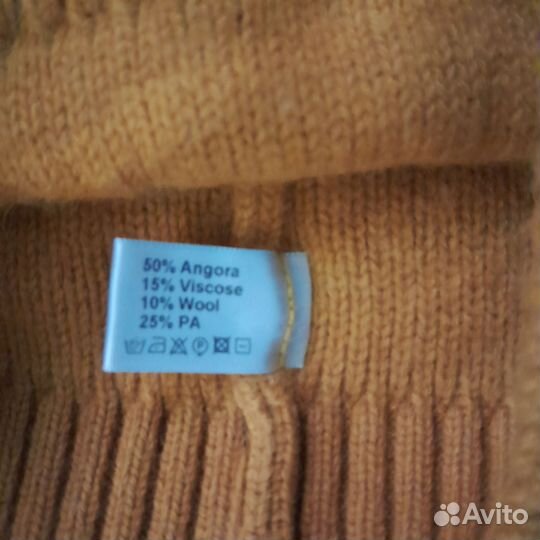 50% Angora
15% Viscose
10% Wool
25% PA
P
Avito